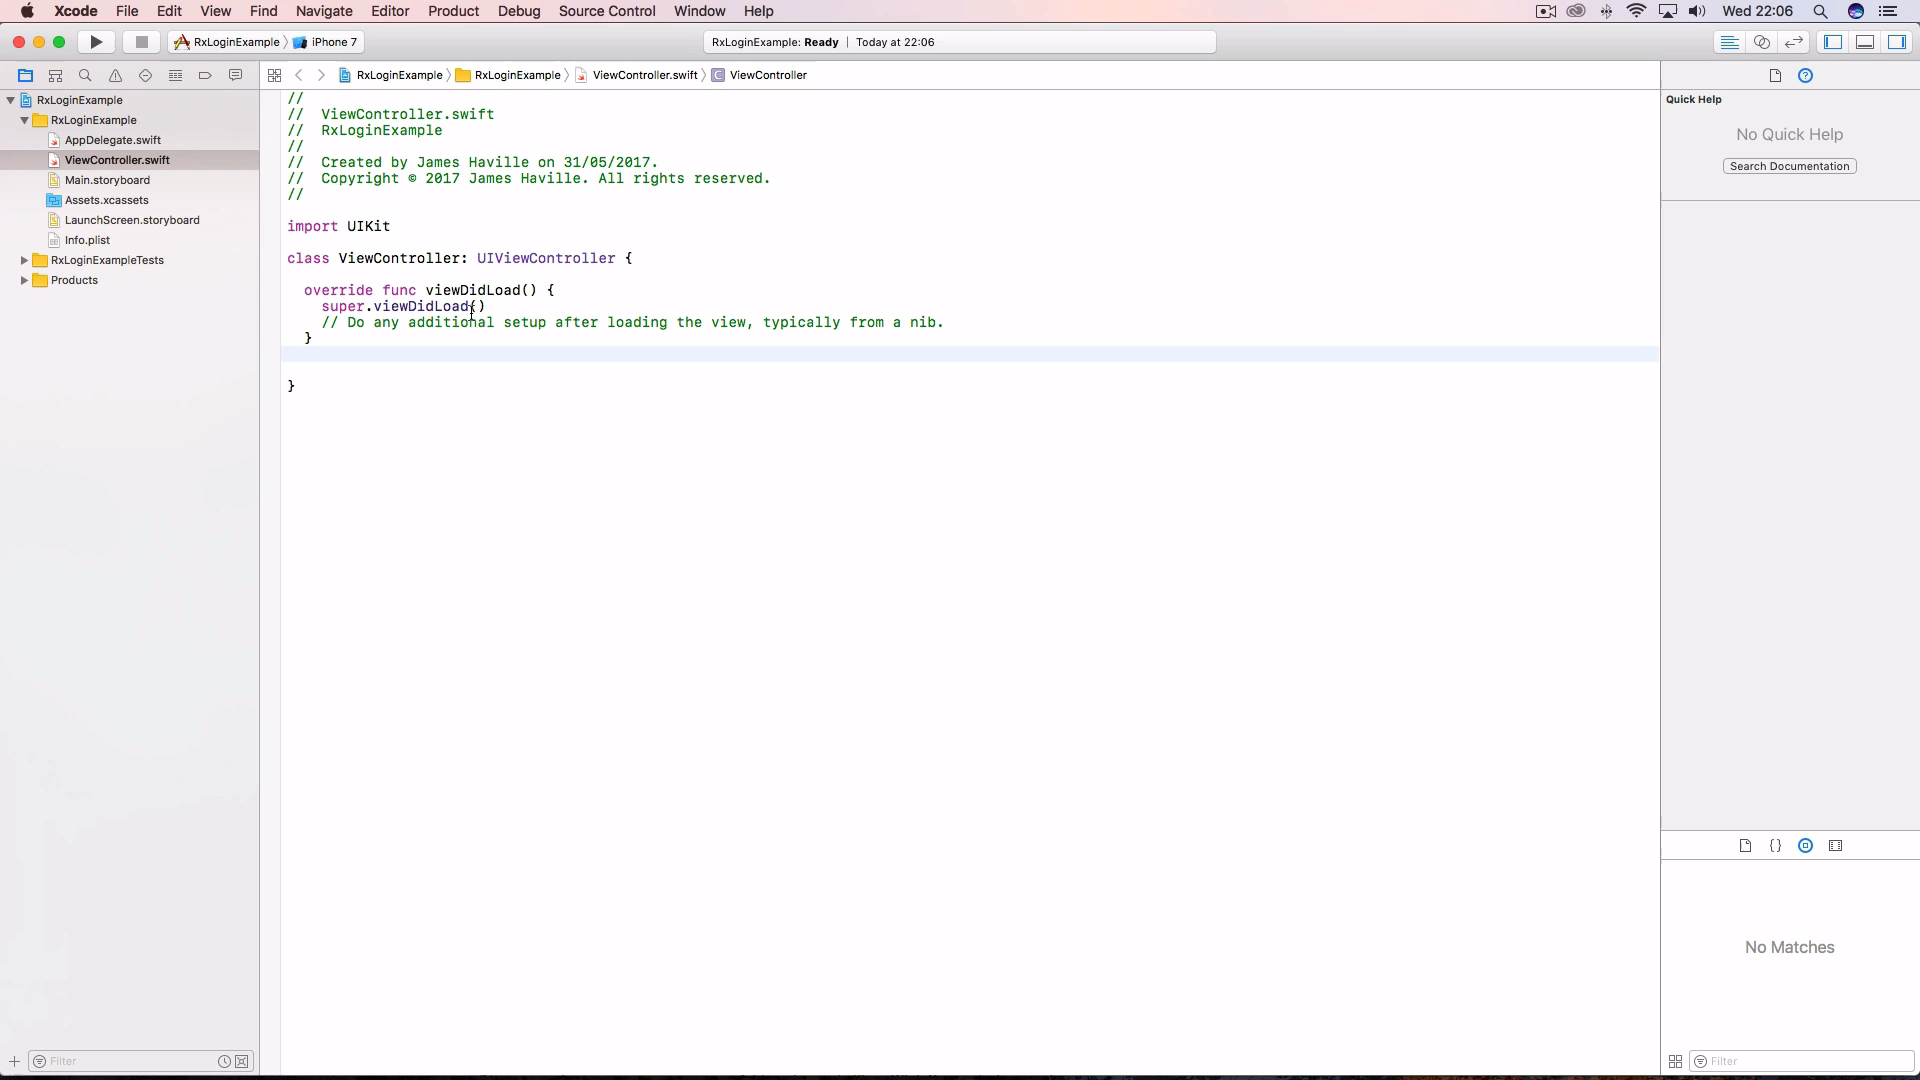 Xcode File Edit View Find Navigate Editor Product Debug Source Control Window Help Wed 22:06
RxLoginExample iPhone 7 RxLoginExample: Ready | Today at 22:06
RxLoginExample RxLoginExample ViewController.swift C ViewController
RxLoginExample
RxLoginExample
AppDelegate.swift
ViewController.swift
Main.storyboard
Assets.xcassets
LaunchScreen.storyboard
Info.plist
RxLoginExampleTests
Products
Filter
//
// ViewController.swift
// RxLoginExample
//
// Created by James Haville on 31/05/2017.
// Copyright © 2017 James Haville. All rights reserved.
//
import UIKit
class ViewController: UIViewController {
override func viewDidLoad() {
super.viewDidLoad()
// Do any additional setup after loading the view, typically from a nib.
}
}
Quick Help
No Quick Help
Search Documentation
{}
No Matches
Filter